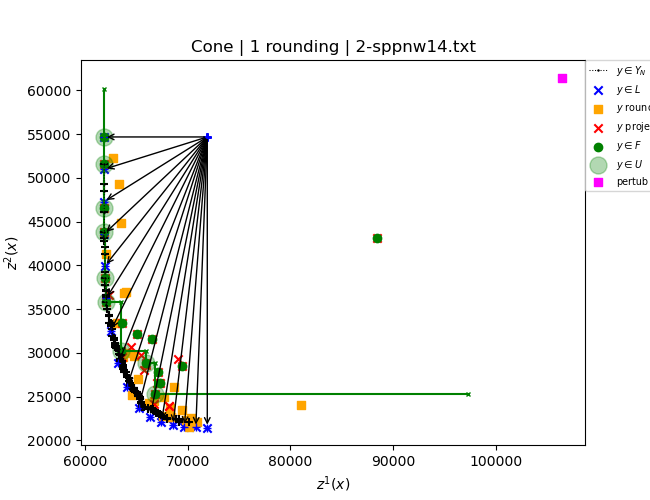 Cone | 1 rounding | 2-sppnw14.txt
60000
55000
50000
45000
40000
35000
30000
25000
20000
z²(x)
60000
70000
80000
90000
100000
z¹(x)
y ∈ Y_N
y ∈ L
y roun
y proje
y ∈ F
y ∈ U
pertub